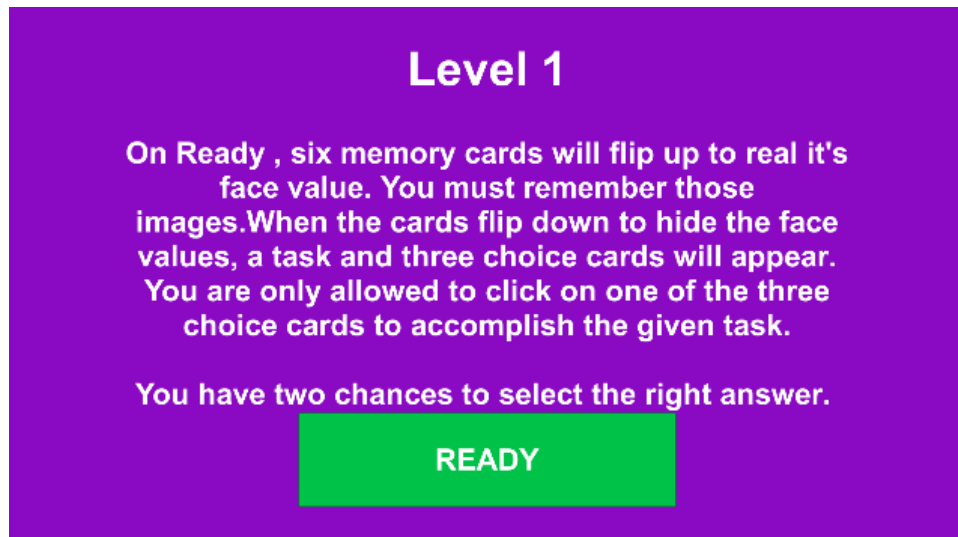 Level 1
On Ready , six memory cards will flip up to real it's
face value. You must remember those
images.When the cards flip down to hide the face
values, a task and three choice cards will appear.
You are only allowed to click on one of the three
choice cards to accomplish the given task.
You have two chances to select the right answer.
READY